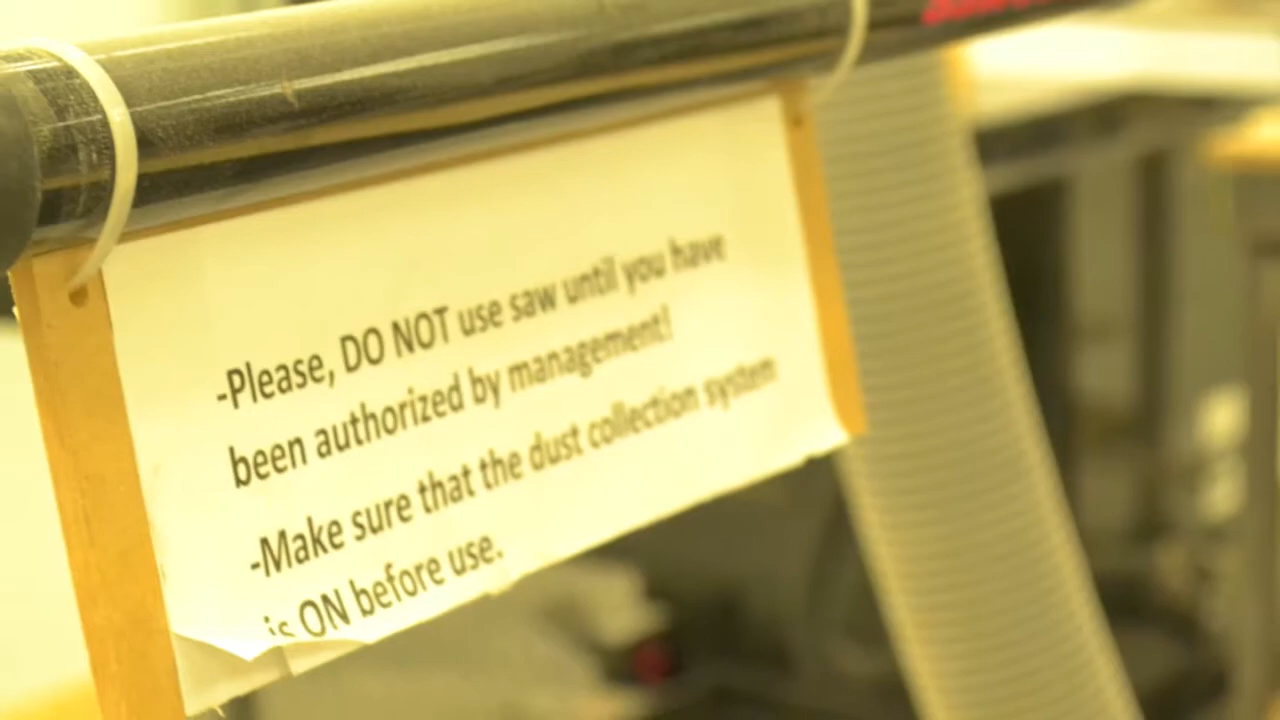 -Please, DO NOT use saw until you have
been authorized by management!
-Make sure that the dust collection system
is ON before use.